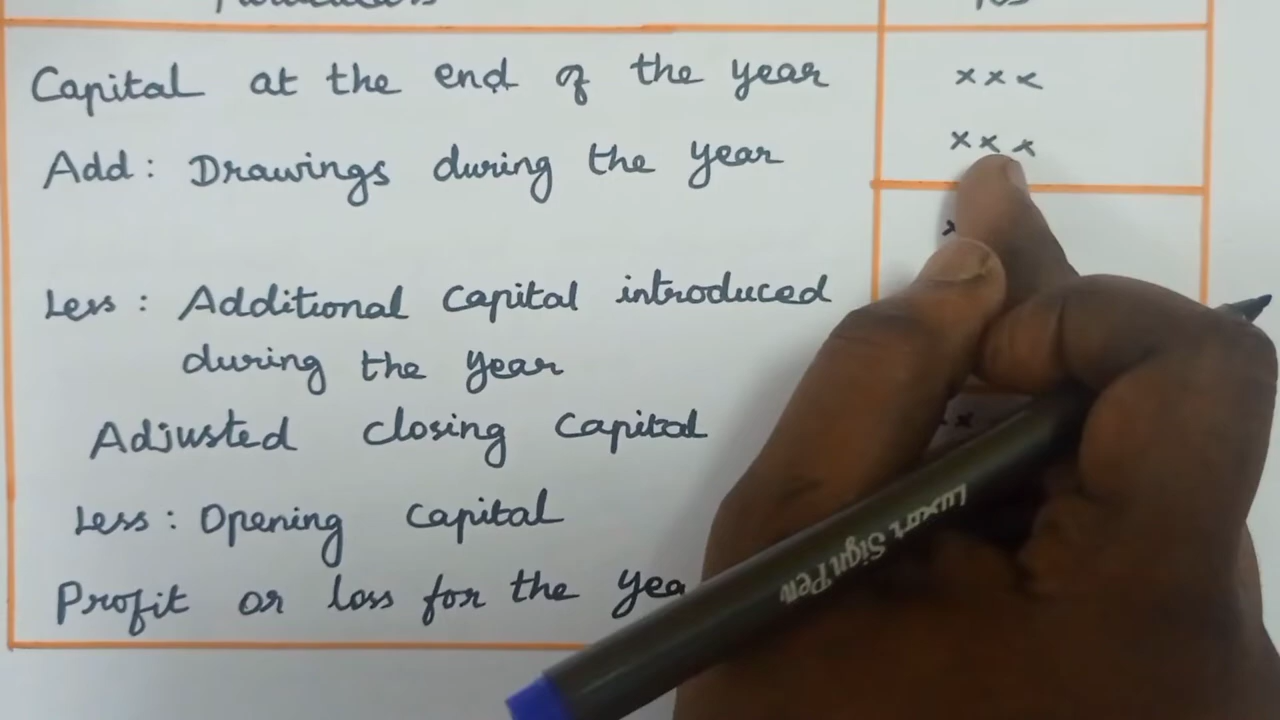 Capital at the end of the year xxx
Add: Drawings during the year xxx
Less: Additional Capital introduced
during the year
Adjusted closing capital
Less: Opening capital
Profit or loss for the yea
Luxor Sign Pen